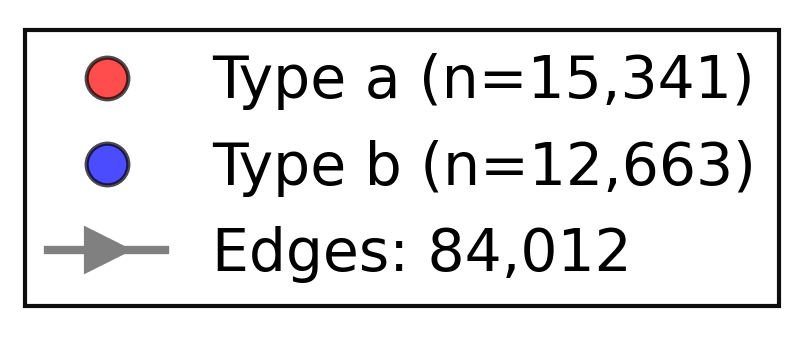 Type a (n=15,341)
Type b (n=12,663)
Edges: 84,012